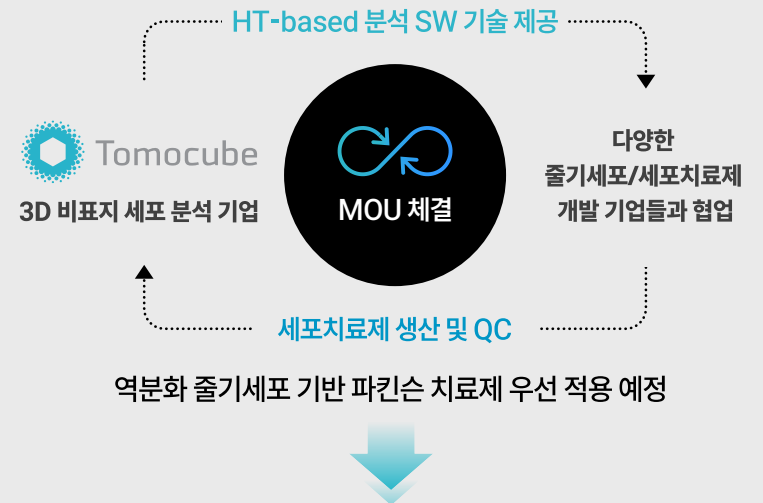 HT-based 분석 SW 기술 제공
Tomocube
3D 비표지 세포 분석 기업
MOU 체결
다양한
줄기세포/세포치료제
개발 기업들과 협업
세포치료제 생산 및 QC
역분화 줄기세포 기반 파킨슨 치료제 우선 적용 예정